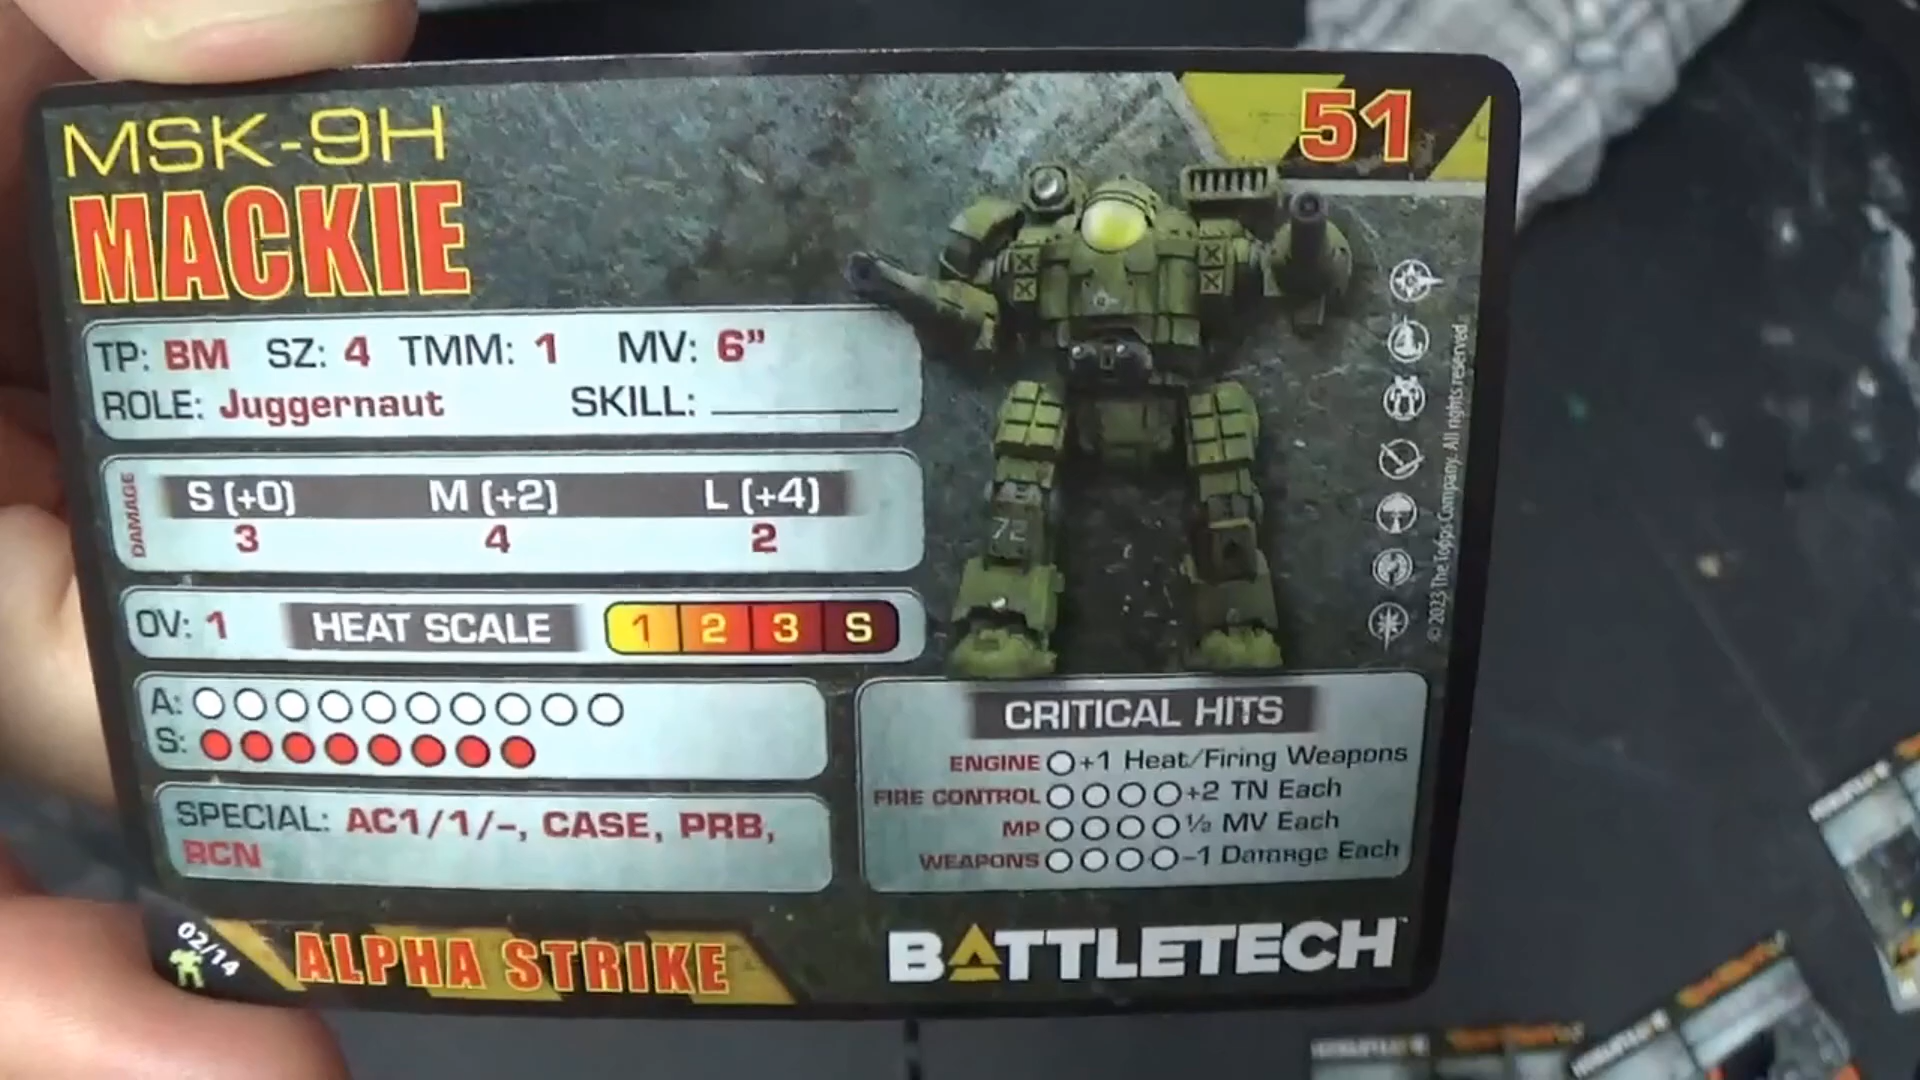 MSK-9H
51
MACKIE
TP: BM SZ: 4 TMM: 1 MV: 6”
ROLE: Juggernaut SKILL:
DAMAGE
S (+0) M (+2) L (+4)
3 4 2
OV: 1 HEAT SCALE 1 2 3 S
A:
S:
SPECIAL: AC1/1/–, CASE, PRB,
RCN
CRITICAL HITS
ENGINE +1 Heat/Firing Weapons
FIRE CONTROL +2 TN Each
MP ½ MV Each
WEAPONS –1 Damage Each
© 2023 The Topps Company. All rights reserved.
02/14
ALPHA STRIKE
BATTLETECH